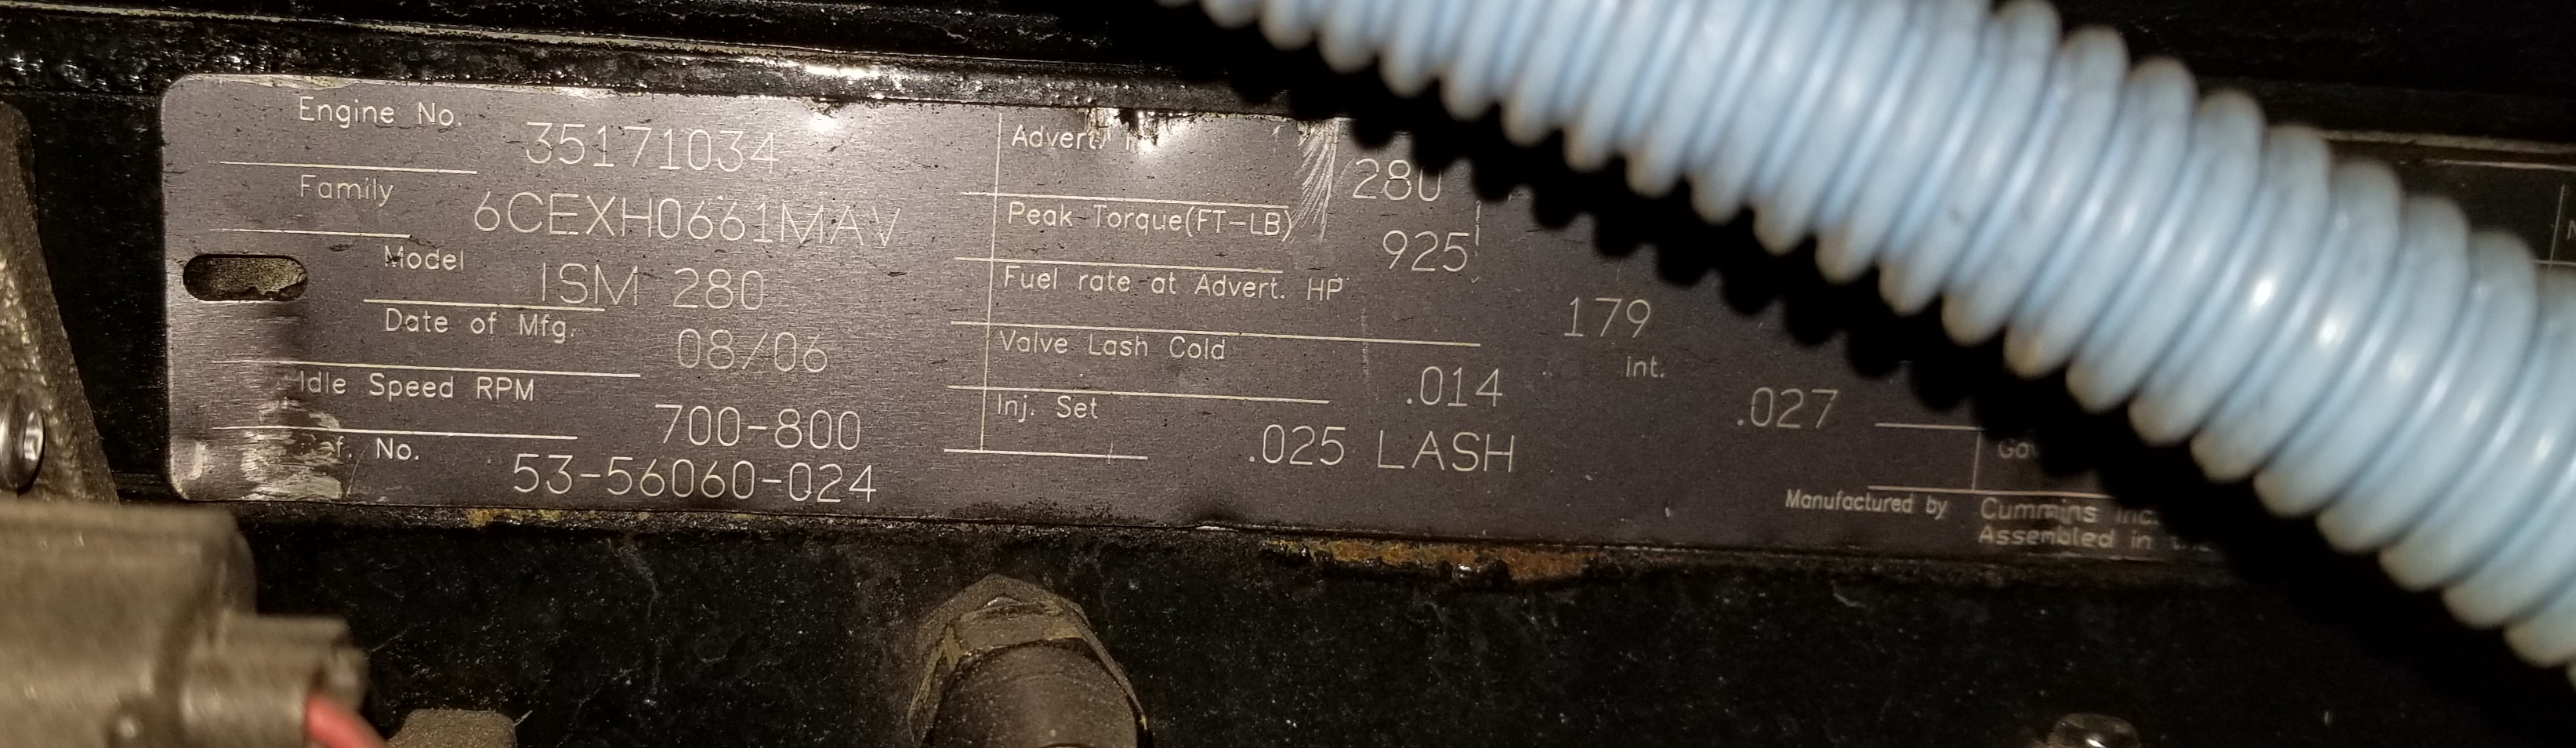 Engine No. 35171034
Family 6CEXH0661MAV
Model ISM 280
Date of Mfg. 08/06
Idle Speed RPM 700-800
No. 53-56060-024
Advert. 280
Peak Torque(FT-LB) 925
Fuel rate at Advert. HP 179
Valve Lash Cold .014 Int. .027
Inj. Set .025 LASH
Manufactured by Cummins Inc.
Assembled in